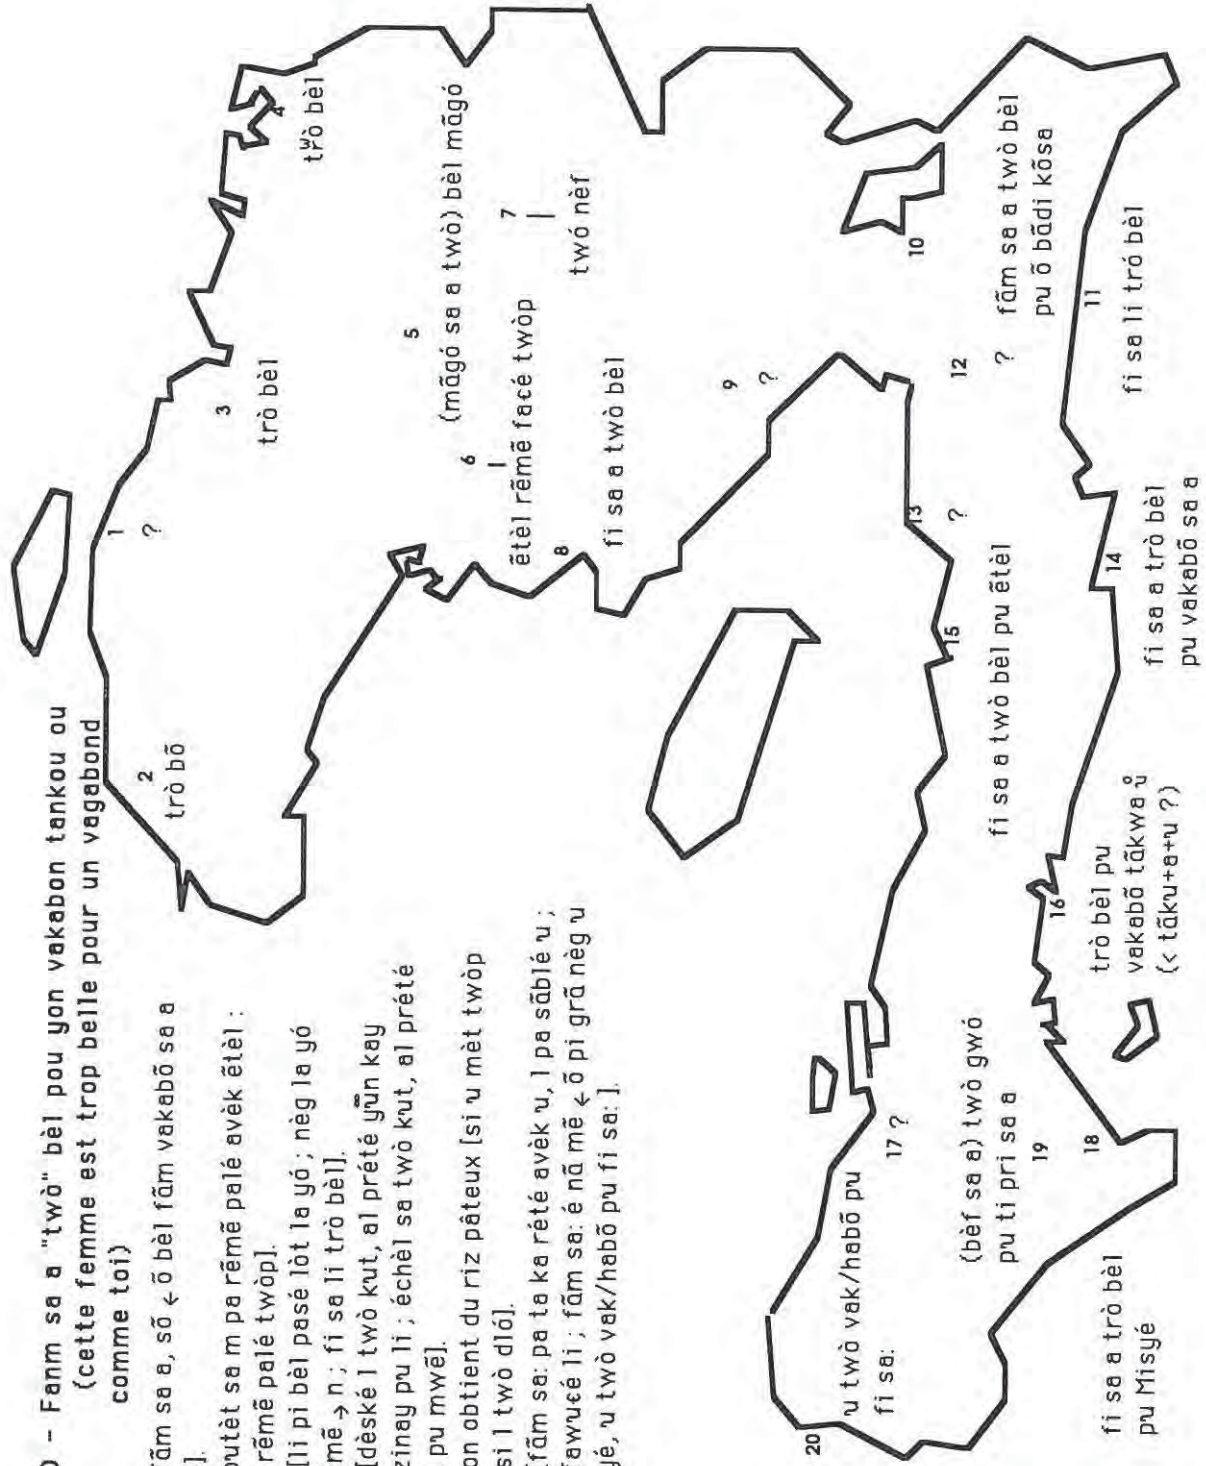 – Fanm sa a "twò" bèl pou yon vakabon tankou ou
(cette femme est trop belle pour un vagabond
comme toi)
fãm sa a, sõ ← õ bèl fãm vakabõ sa a
].
sa m pa rẽmẽ palé avèk ẽtèl :
rẽmẽ palé twòp].
[li pi bèl pasé lòt la yó ; nèg la yó
mẽ → n ; fi sa li trò bèl].
[dèské l twò kut, al prété yũn kay
zinay pu li ; échèl sa twò kut, al prété
pu mwẽ].
on obtient du riz pâteux [si u mèt twòp
si l twò dló].
[fãm sa: pa ta ka rété avèk u, l pa sãblé u ;
li ; fãm sa: é nã mẽ ← õ pi grã nèg u
yé, u twò vak/habõ pu fi sa: ].
1
?
2
trò bõ
3
trò bèl
4
trʷò bèl
5
(mãgó sa a twò) bèl mãgó
6
ẽtèl rẽmẽ facé twòp
7
twó nèf
8
fi sa a twò bèl
9
?
10
fãm sa a twò bèl
pu õ bãdi kõsa
11
fi sa li tró bèl
12
?
13
?
14
fi sa a trò bèl
pu vakabõ sa a
15
fi sa a twò bèl pu ẽtèl
16
trò bèl pu
vakabõ tãkwa ů
(< tãku+a+u ?)
17 ?
18
fi sa a trò bèl
pu Misyé
19
(bèf sa a) twò gwó
pu ti pri sa a
20
u twò vak/habõ pu
fi sa: